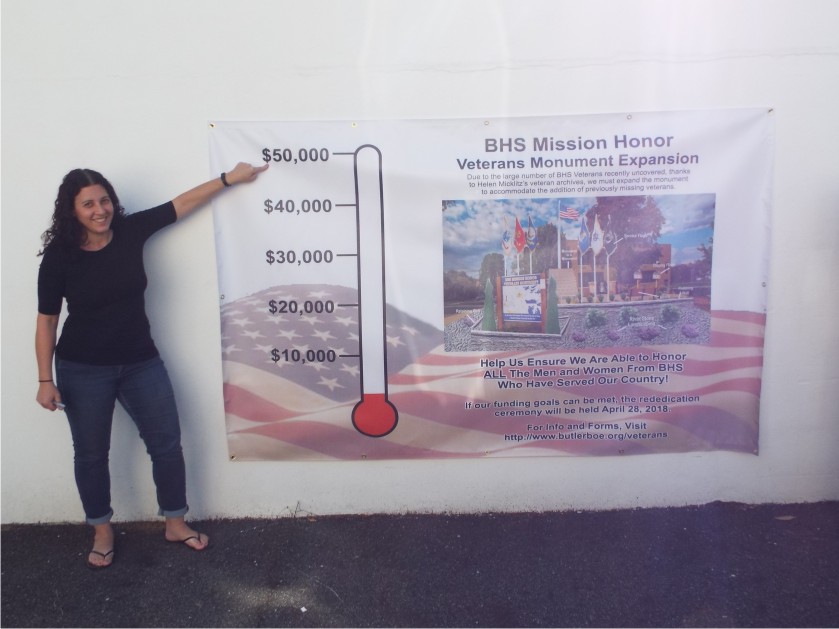 $50,000
$40,000
$30,000
$20,000
$10,000
BHS Mission Honor
Veterans Monument Expansion
Due to the large number of BHS Veterans recently uncovered, thanks
to Helen Micklitz's veteran archives, we must expand the monument
to accommodate the addition of previously missing veterans.
Help Us Ensure We Are Able to Honor
ALL The Men and Women From BHS
Who Have Served Our Country!
If our funding goals can be met, the rededication
ceremony will be held April 28, 2018.
For Info and Forms, Visit
http://www.butlerboe.org/veterans